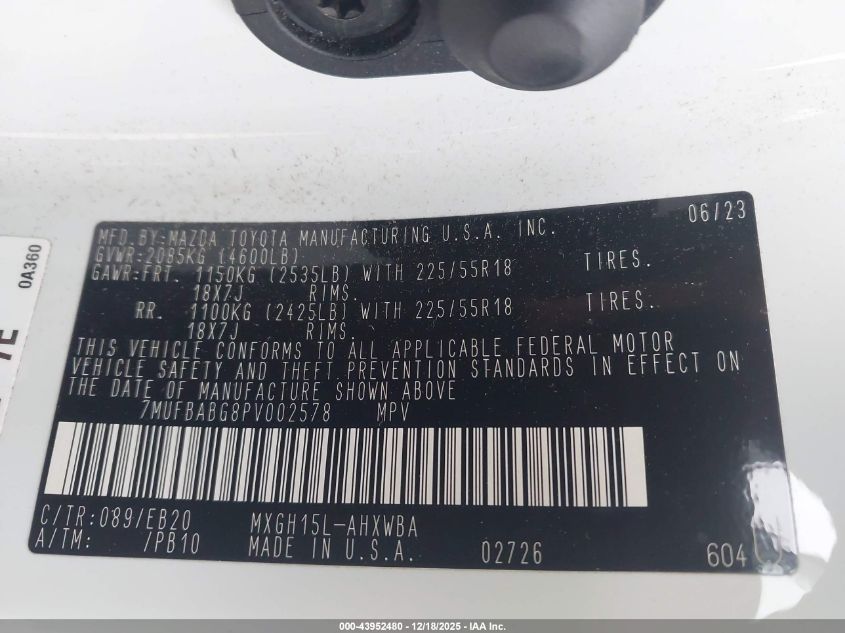 06/23
MFD.BY:MAZDA TOYOTA MANUFACTURING U.S.A. INC.
GVWR:2085KG (4600LB)
GAWR:FRT. 1150KG (2535LB) WITH 225/55R18 TIRES.
18X7J RIMS.
RR. 1100KG (2425LB) WITH 225/55R18 TIRES.
18X7J RIMS.
THIS VEHICLE CONFORMS TO ALL APPLICABLE FEDERAL MOTOR
VEHICLE SAFETY AND THEFT PREVENTION STANDARDS IN EFFECT ON
THE DATE OF MANUFACTURE SHOWN ABOVE
7MUFBABG8PV002578 MPV
C/TR:089/EB20 MXGH15L-AHXWBA
A/TM: /PB10 MADE IN U.S.A. 02726 604
0A360
000-43952480 - 12/18/2025 - IAA Inc.